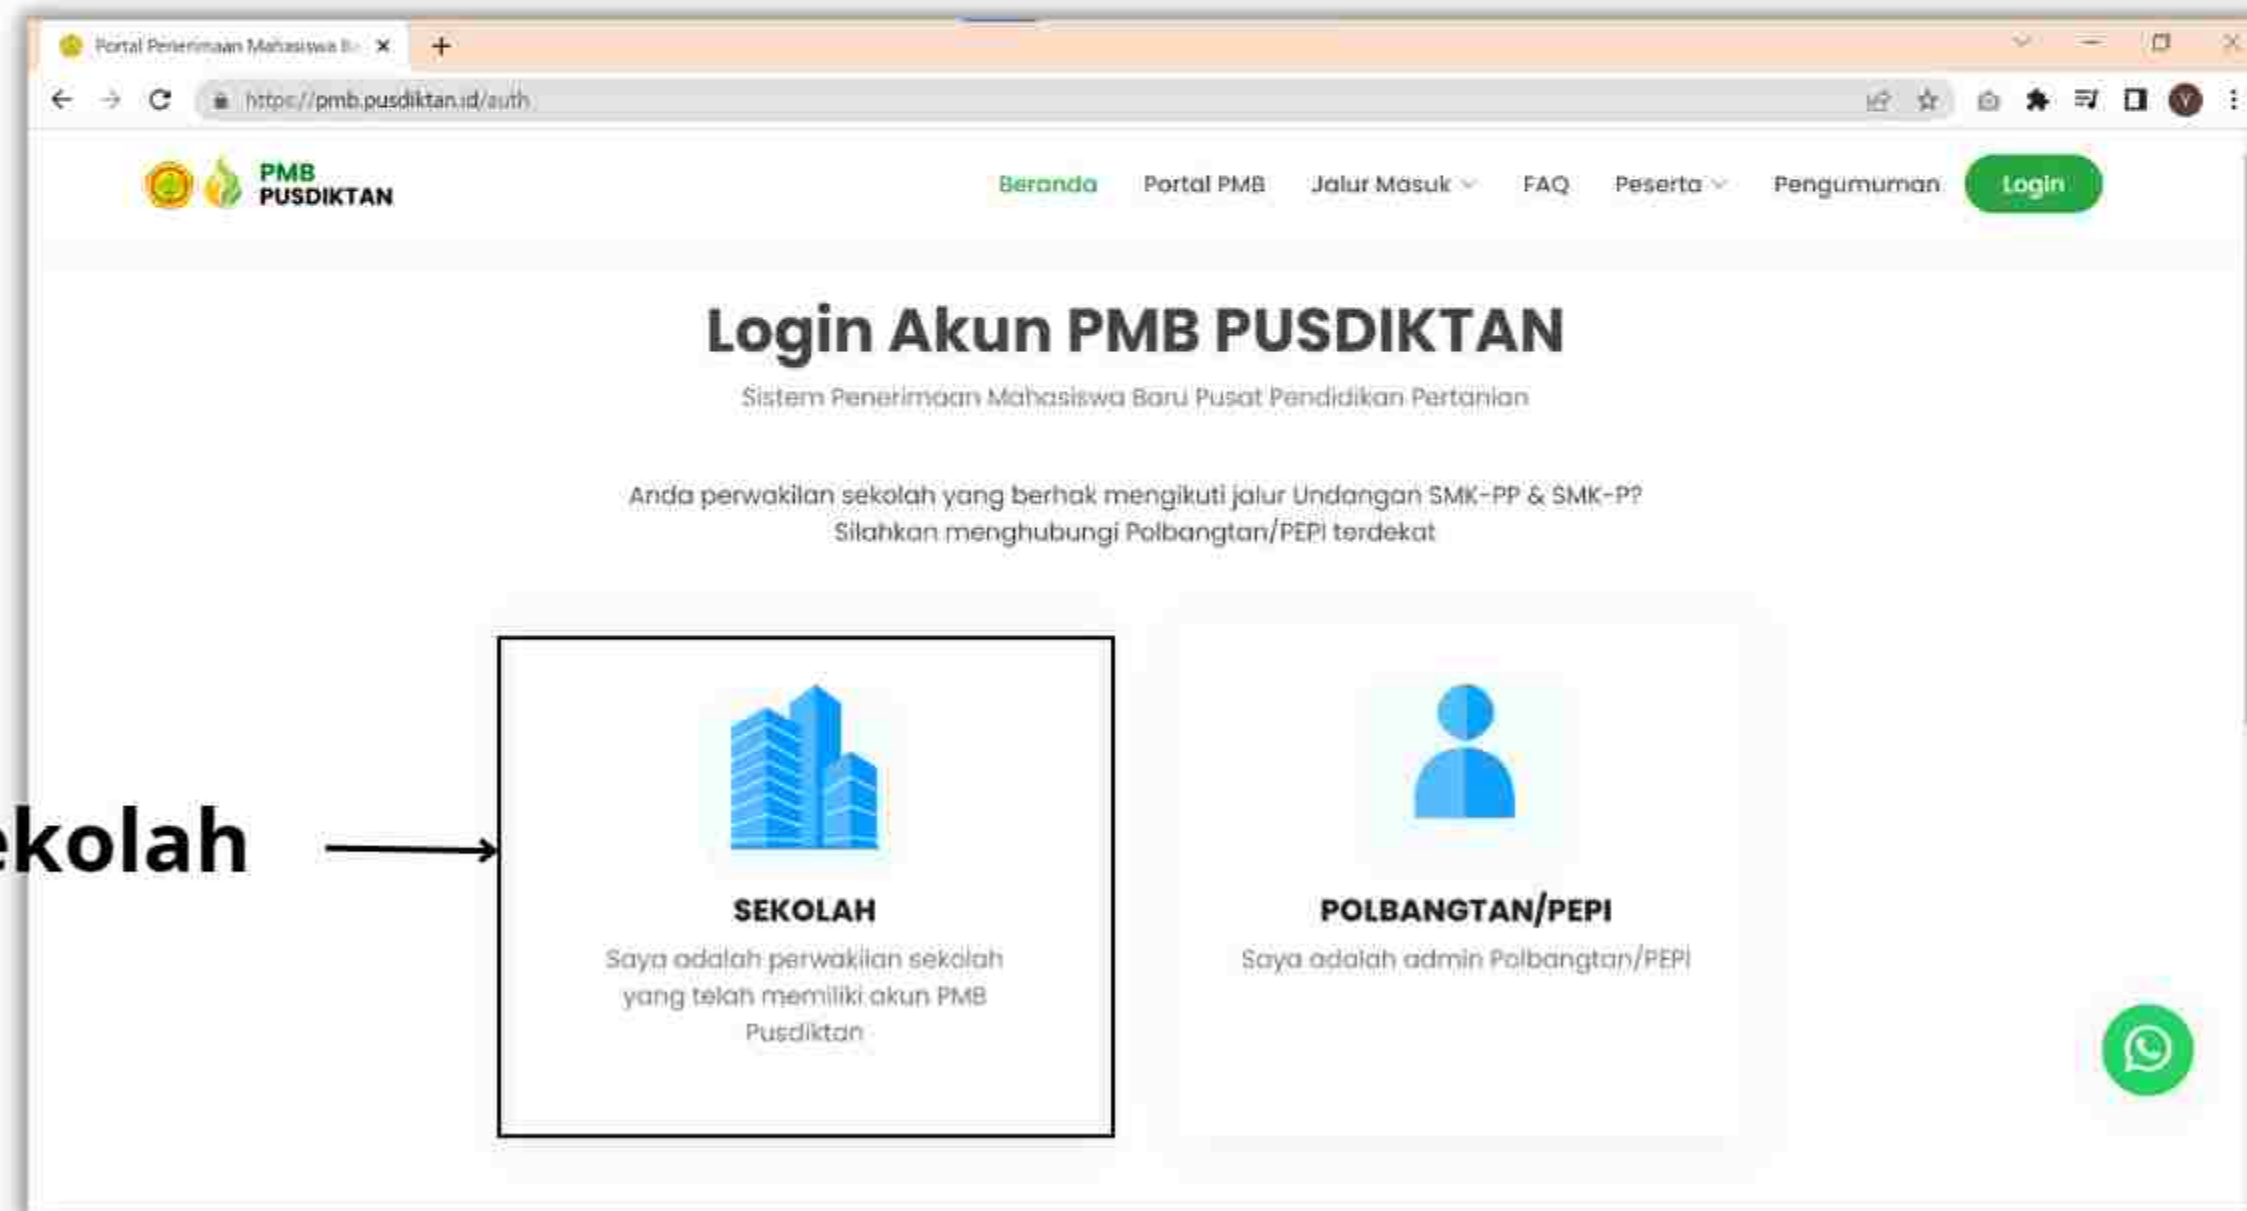 Portal Penerimaan Mahasiswa Ba
https://pmb.pusdiktan.id/auth
V
PMB
PUSDIKTAN
Beranda Portal PMB Jalur Masuk FAQ Peserta Pengumuman Login
Login Akun PMB PUSDIKTAN
Sistem Penerimaan Mahasiswa Baru Pusat Pendidikan Pertanian
Anda perwakilan sekolah yang berhak mengikuti jalur Undangan SMK-PP & SMK-P?
Silahkan menghubungi Polbangtan/PEPI terdekat
ekolah
SEKOLAH
Saya adalah perwakilan sekolah
yang telah memiliki akun PMB
Pusdiktan
POLBANGTAN/PEPI
Saya adalah admin Polbangtan/PEPI